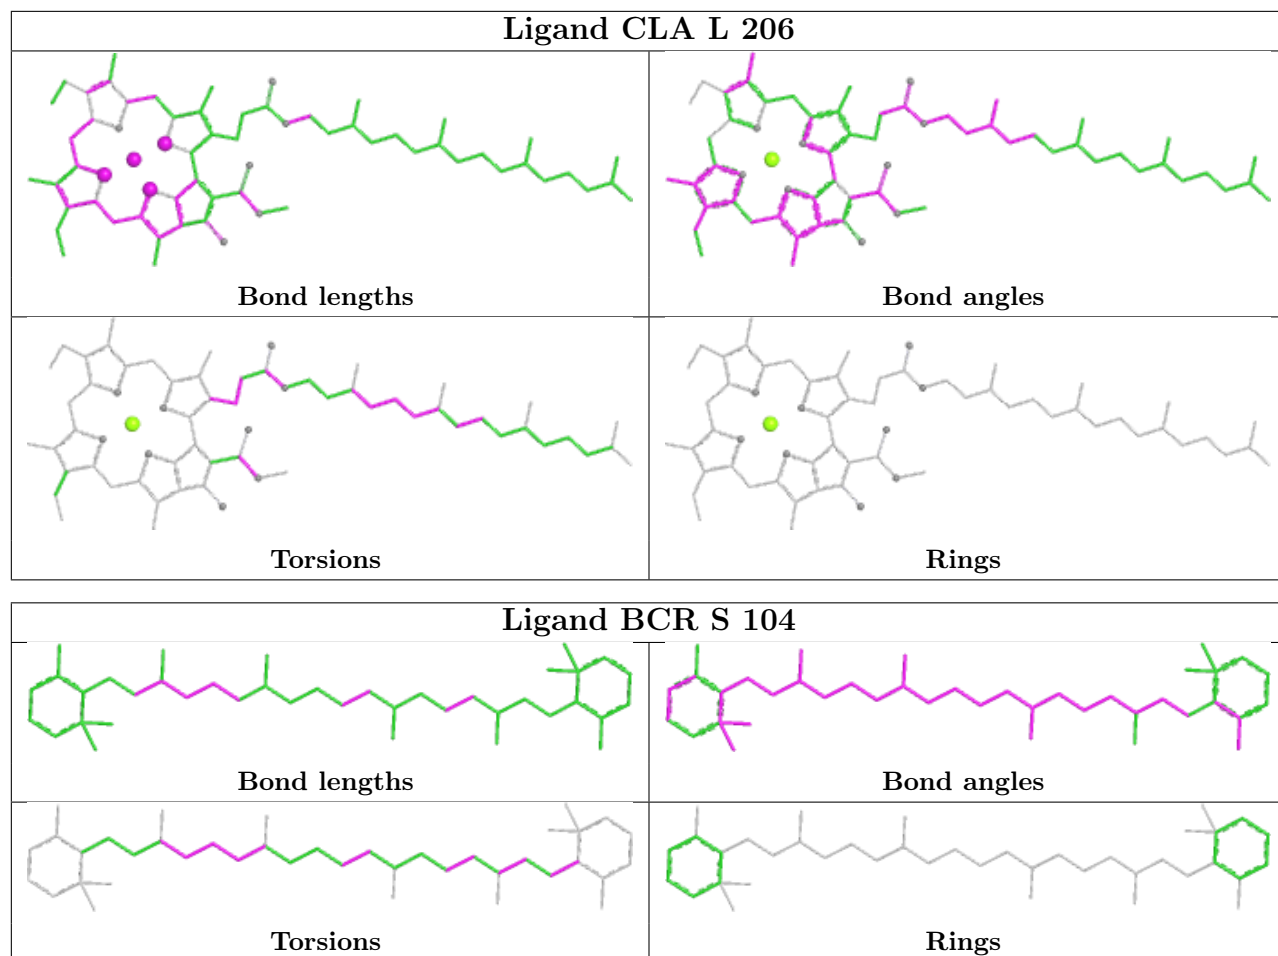 Ligand CLA L 206
Bond lengths
Bond angles
Torsions
Rings
Ligand BCR S 104
Bond lengths
Bond angles
Torsions
Rings